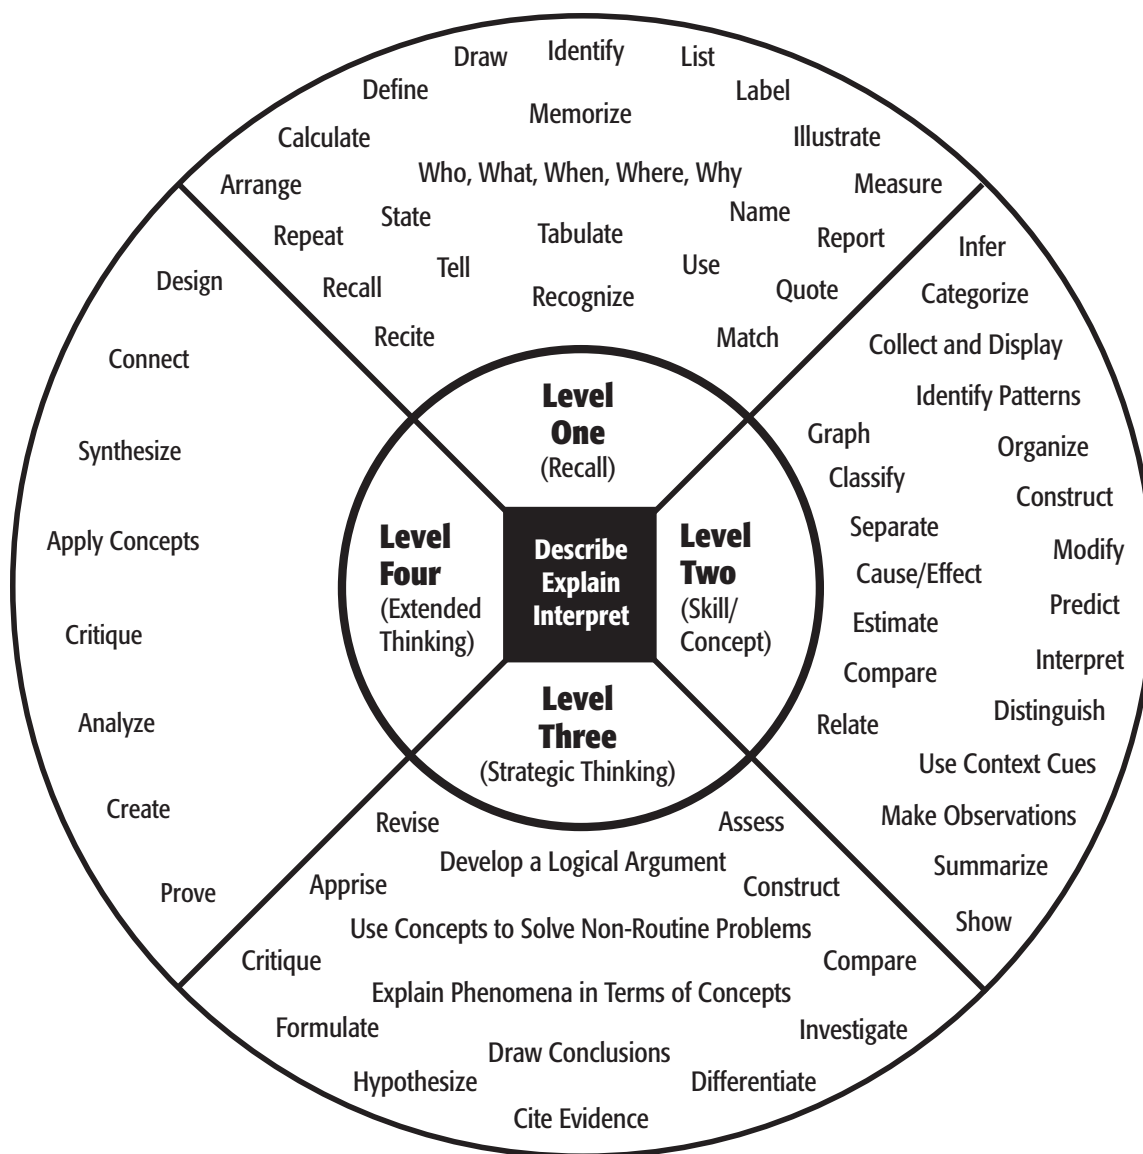 Draw
Identify
List
Define
Label
Memorize
Calculate
Illustrate
Who, What, When, Where, Why
Arrange
Measure
State
Name
Repeat
Tabulate
Report
Tell
Use
Recall
Recognize
Quote
Recite
Match
Infer
Categorize
Collect and Display
Identify Patterns
Graph
Organize
Classify
Construct
Separate
Modify
Cause/Effect
Predict
Estimate
Interpret
Compare
Distinguish
Relate
Use Context Cues
Make Observations
Summarize
Show
Design
Connect
Synthesize
Apply Concepts
Critique
Analyze
Create
Prove
Level
One
(Recall)
Level
Four
(Extended
Thinking)
Describe
Explain
Interpret
Level
Two
(Skill/
Concept)
Level
Three
(Strategic Thinking)
Revise
Assess
Develop a Logical Argument
Apprise
Construct
Use Concepts to Solve Non-Routine Problems
Critique
Compare
Explain Phenomena in Terms of Concepts
Formulate
Investigate
Draw Conclusions
Hypothesize
Differentiate
Cite Evidence